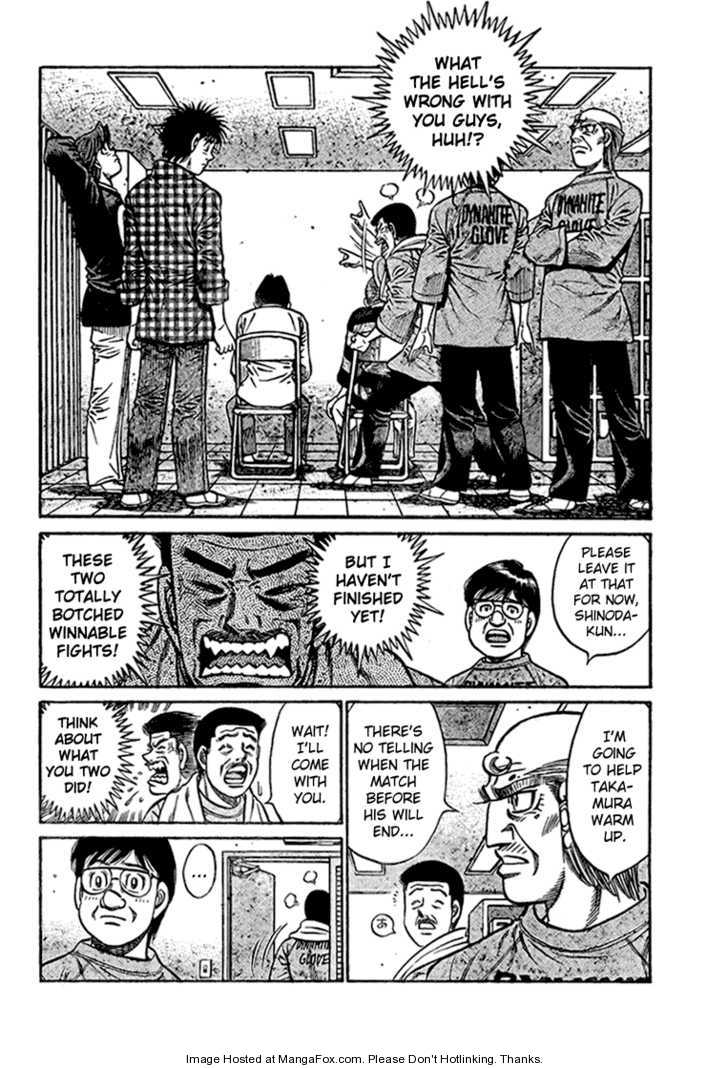 WHAT
THE HELL'S
WRONG WITH
YOU GUYS,
HUH!?
DYNAMITE
GLOVE
DYNAMITE
GLOVE
PLEASE
LEAVE IT
AT THAT
FOR NOW,
SHINODA-
KUN...
BUT I
HAVEN'T
FINISHED
YET!
THESE
TWO
TOTALLY
BOTCHED
WINNABLE
FIGHTS!
I'M
GOING
TO HELP
TAKA-
MURA
WARM
UP.
THERE'S
NO TELLING
WHEN THE
MATCH
BEFORE
HIS WILL
END...
あ
WAIT!
I'LL
COME
WITH
YOU.
THINK
ABOUT
WHAT
YOU TWO
DID!
...
DYNAMITE
GLOVE
Image Hosted at MangaFox.com. Please Don't Hotlinking. Thanks.